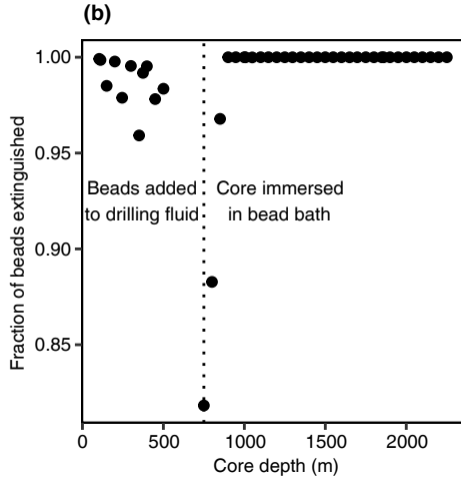 (b)
Fraction of beads extinguished
1.00
0.95
0.90
0.85
Beads added
to drilling fluid
Core immersed
in bead bath
0
500
1000
1500
2000
Core depth (m)